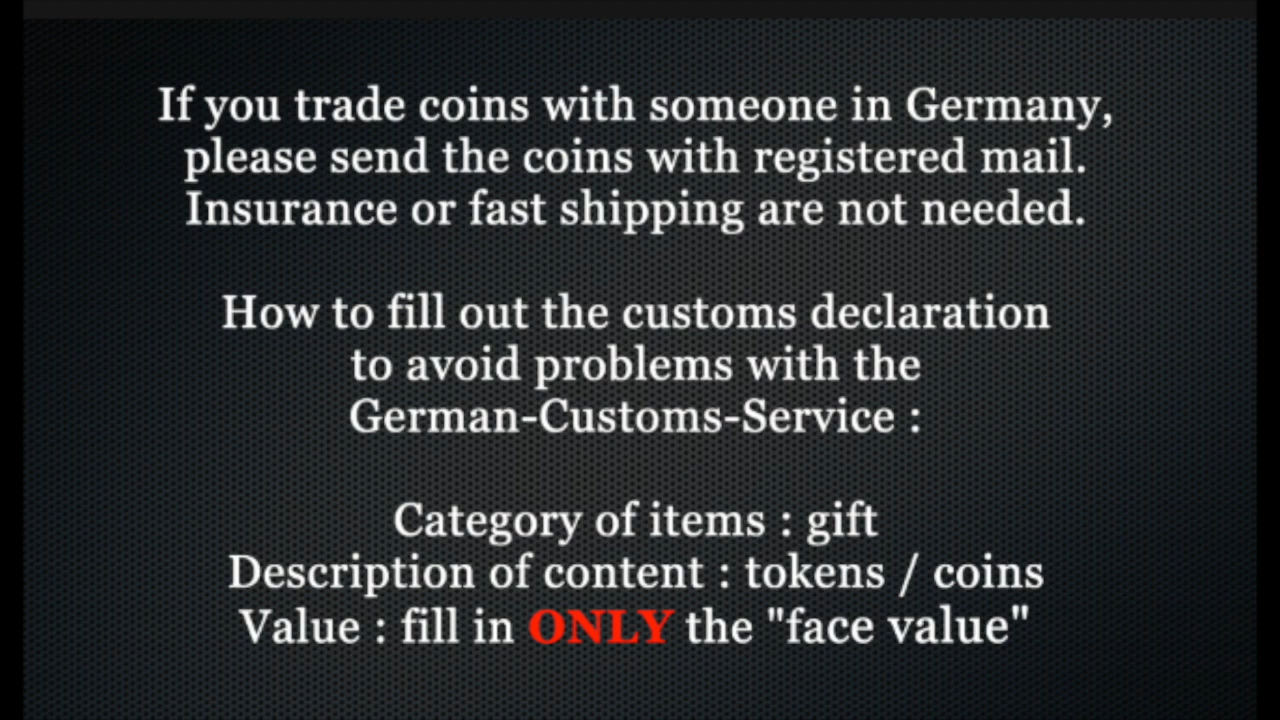 If you trade coins with someone in Germany,
please send the coins with registered mail.
Insurance or fast shipping are not needed.
How to fill out the customs declaration
to avoid problems with the
German-Customs-Service :
Category of items : gift
Description of content : tokens / coins
Value : fill in ONLY the "face value"